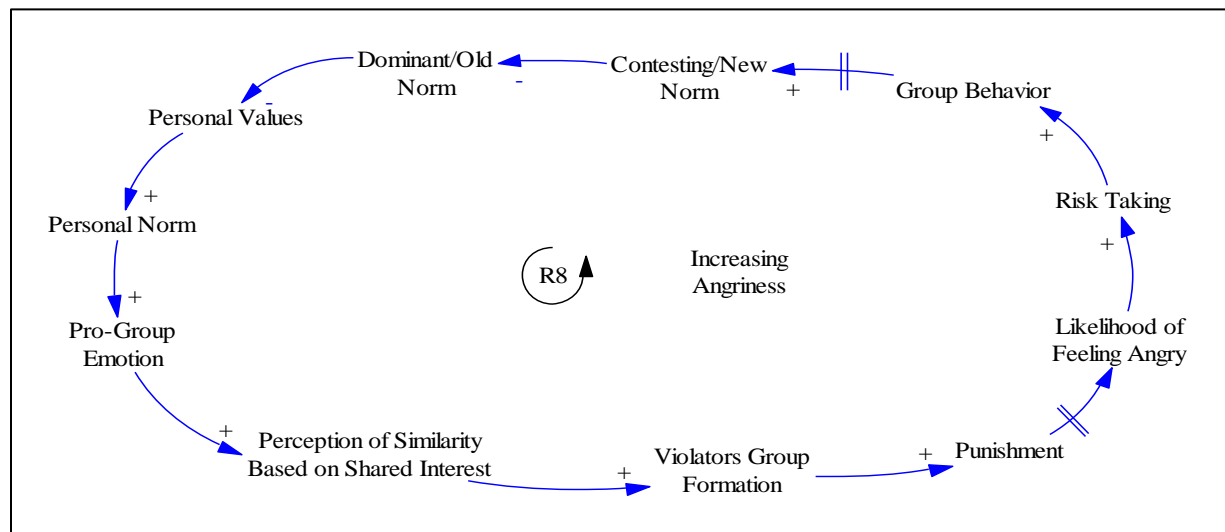 Dominant/Old
Norm
-
Contesting/New
Norm
+
Group Behavior
+
-
Personal Values
+
Personal Norm
+
Risk Taking
+
R8
Increasing
Angriness
Pro-Group
Emotion
+
Likelihood of
Feeling Angry
Perception of Similarity
Based on Shared Interest
+
Violators Group
Formation
+
Punishment